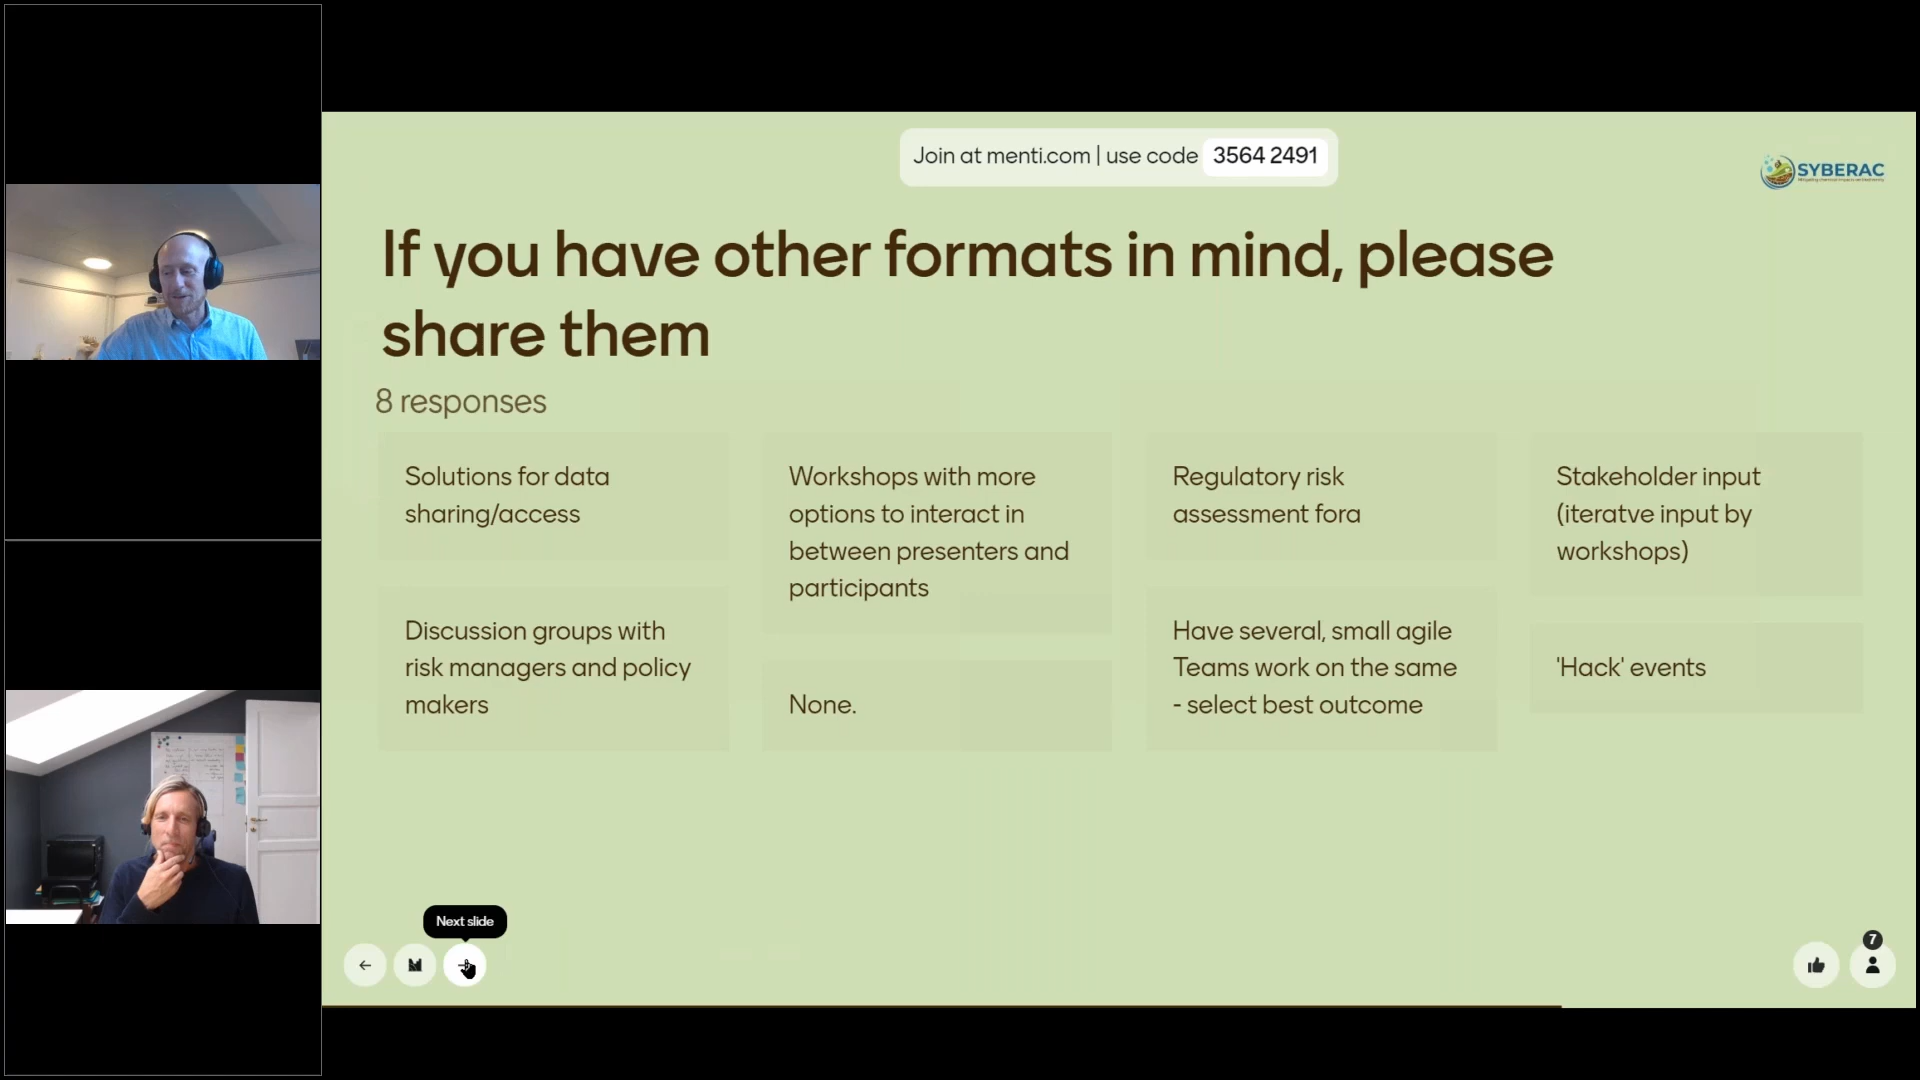 Join at menti.com | use code 3564 2491
SYBERAC
If you have other formats in mind, please
share them
8 responses
Solutions for data
sharing/access
Discussion groups with
risk managers and policy
makers
Workshops with more
options to interact in
between presenters and
participants
None.
Regulatory risk
assessment fora
Have several, small agile
Teams work on the same
- select best outcome
Stakeholder input
(iteratve input by
workshops)
'Hack' events
Next slide
7